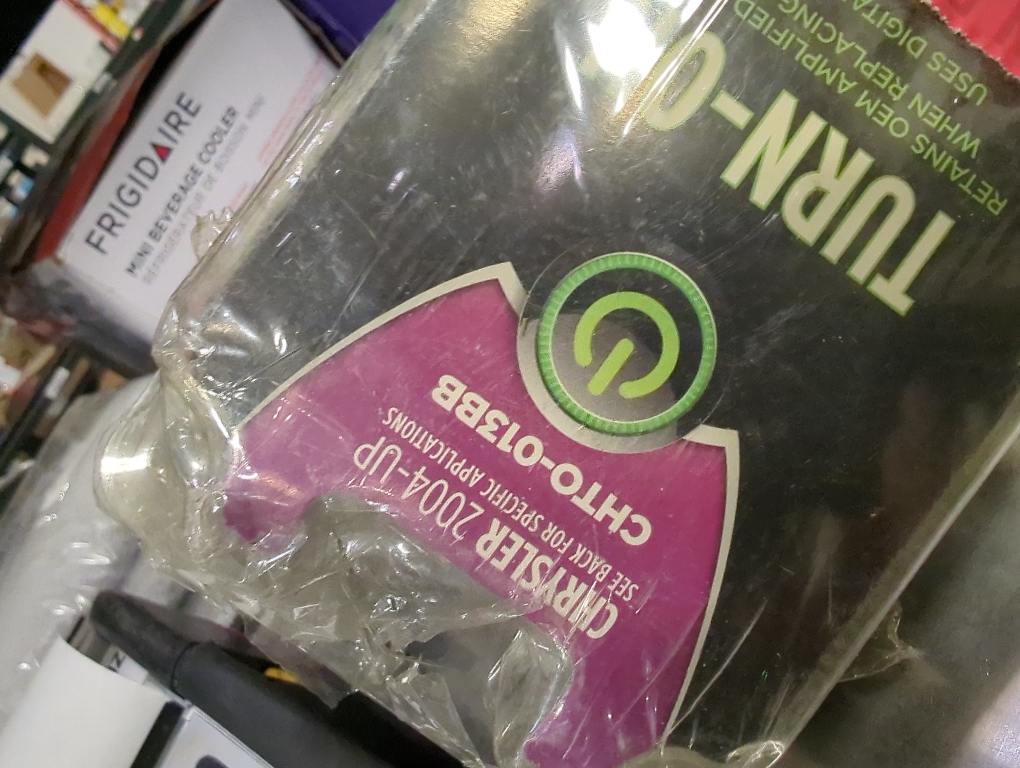 FRIGIDAIRE
MINI BEVERAGE COOLER
TURN-O
RETAINS OEM AMPLIFIED
WHEN REPLACING
USES DIGITA
CHRYSLER 2004-UP
SEE BACK FOR SPECIFIC APPLICATIONS
CHTO-013BB